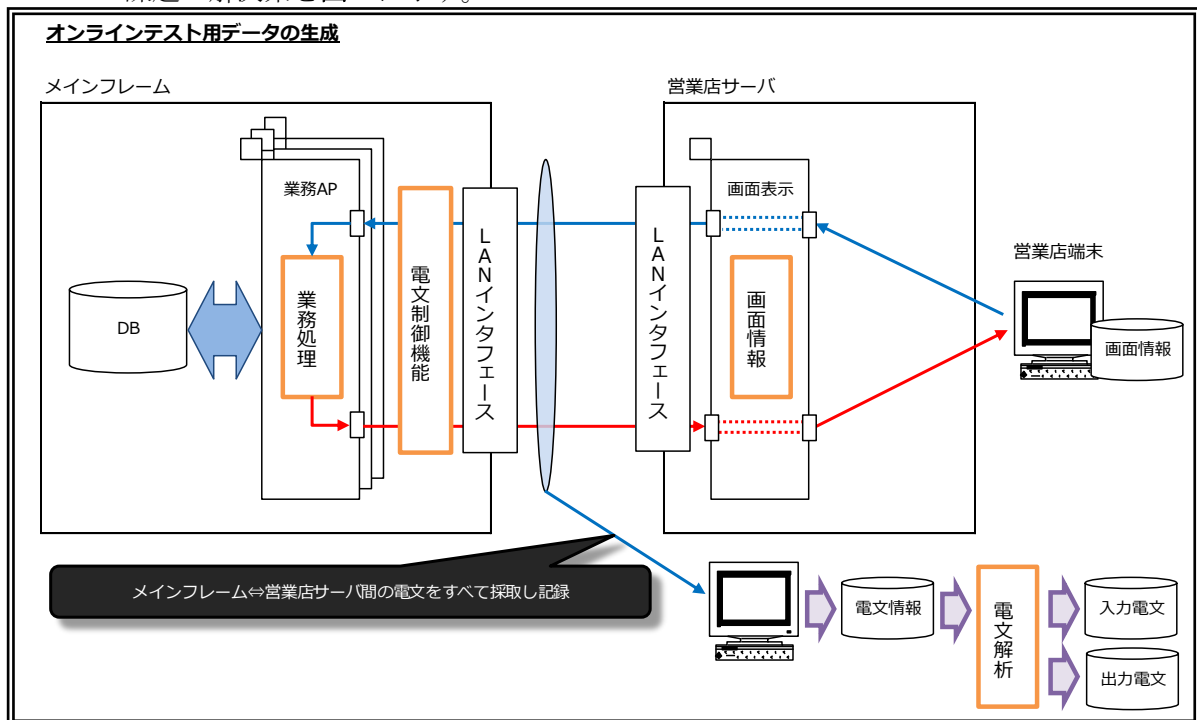 オンラインテスト用データの生成
メインフレーム
営業店サーバ
業務AP
画面表示
営業店端末
DB
業務処理
電文制御機能
LANインタフェース
LANインタフェース
画面情報
画面情報
メインフレーム⇔営業店サーバ間の電文をすべて採取し記録
電文情報
電文解析
入力電文
出力電文